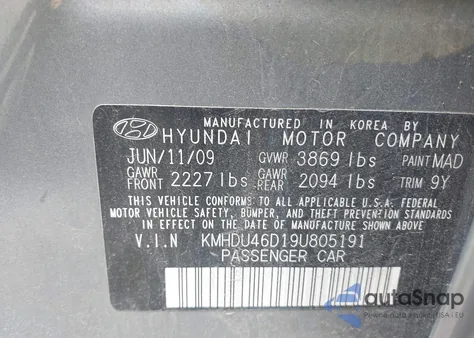 MANUFACTURED IN KOREA BY
HYUNDAI MOTOR COMPANY
JUN/11/09 GVWR 3869 lbs PAINT MAD
GAWR FRONT 2227 lbs GAWR REAR 2094 lbs TRIM 9Y
THIS VEHICLE CONFORMS TO ALL APPLICABLE U.S.A FEDERAL
MOTOR VEHICLE SAFETY, BUMPER, AND THEFT PREVENTION
STANDARDS IN EFFECT ON THE DATE OF MANUFACTURE
SHOWN ABOVE.
V.I.N KMHDU46D19U805191
PASSENGER CAR
autoSnap